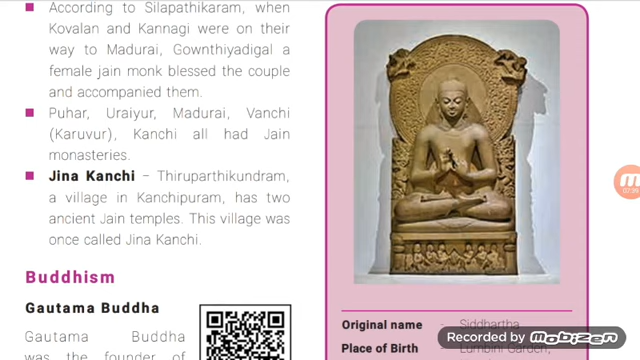 According to Silapathikaram, when
Kovalan and Kannagi were on their
way to Madurai, Gownthiyadigal a
female jain monk blessed the couple
and accompanied them.
Puhar, Uraiyur, Madurai, Vanchi
(Karuvur), Kanchi all had Jain
monasteries.
Jina Kanchi – Thiruparthikundram,
a village in Kanchipuram, has two
ancient Jain temples. This village was
once called Jina Kanchi.
Buddhism
Gautama Buddha
Gautama Buddha
was the founder of
Original name - Siddhartha
Place of Birth - Lumbini Garden,
Recorded by Mobizen
M